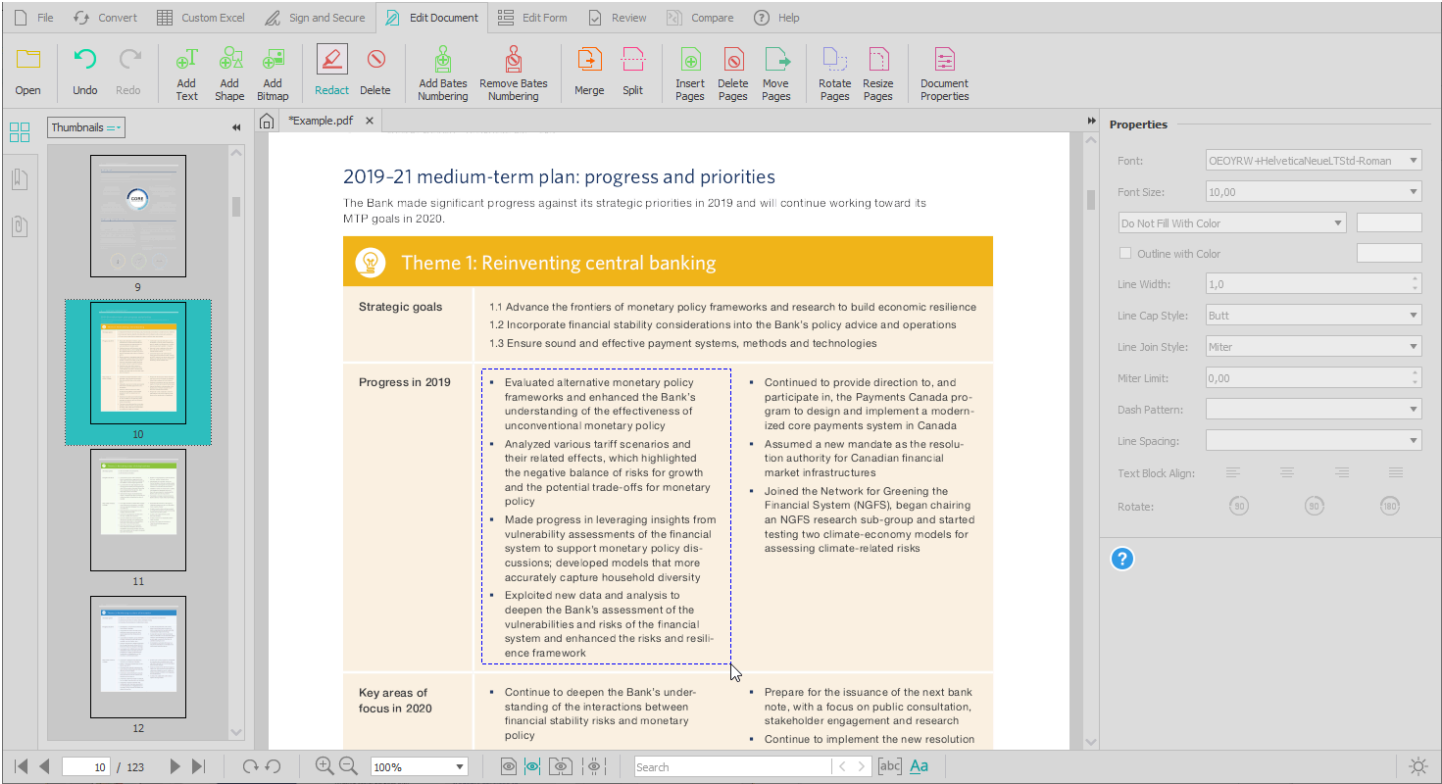 File Convert Custom Excel Sign and Secure Edit Document Edit Form Review Compare Help
Open Undo Redo Add Text Add Shape Add Bitmap Redact Delete Add Bates Numbering Remove Bates Numbering Merge Split Insert Pages Delete Pages Move Pages Rotate Pages Resize Pages Document Properties
Thumbnails
*Example.pdf
9
10
11
12
2019–21 medium-term plan: progress and priorities
The Bank made significant progress against its strategic priorities in 2019 and will continue working toward its
MTP goals in 2020.
Theme 1: Reinventing central banking
Strategic goals
1.1 Advance the frontiers of monetary policy frameworks and research to build economic resilience
1.2 Incorporate financial stability considerations into the Bank's policy advice and operations
1.3 Ensure sound and effective payment systems, methods and technologies
Progress in 2019
▪ Evaluated alternative monetary policy
frameworks and enhanced the Bank's
understanding of the effectiveness of
unconventional monetary policy
▪ Analyzed various tariff scenarios and
their related effects, which highlighted
the negative balance of risks for growth
and the potential trade-offs for monetary
policy
▪ Made progress in leveraging insights from
vulnerability assessments of the financial
system to support monetary policy dis-
cussions; developed models that more
accurately capture household diversity
▪ Exploited new data and analysis to
deepen the Bank's assessment of the
vulnerabilities and risks of the financial
system and enhanced the risks and resili-
ence framework
▪ Continued to provide direction to, and
participate in, the Payments Canada pro-
gram to design and implement a modern-
ized core payments system in Canada
▪ Assumed a new mandate as the resolu-
tion authority for Canadian financial
market infrastructures
▪ Joined the Network for Greening the
Financial System (NGFS), began chairing
an NGFS research sub-group and started
testing two climate-economy models for
assessing climate-related risks
Key areas of
focus in 2020
▪ Continue to deepen the Bank's under-
standing of the interactions between
financial stability risks and monetary
policy
▪ Prepare for the issuance of the next bank
note, with a focus on public consultation,
stakeholder engagement and research
▪ Continue to implement the new resolution
Properties
Font: OEOYRW+HelveticaNeueLTStd-Roman
Font Size: 10,00
Do Not Fill With Color
Outline with Color
Line Width: 1,0
Line Cap Style: Butt
Line Join Style: Miter
Miter Limit: 0,00
Dash Pattern:
Line Spacing:
Text Block Align:
Rotate: 90 90 180
?
10 / 123 100% Search abc Aa